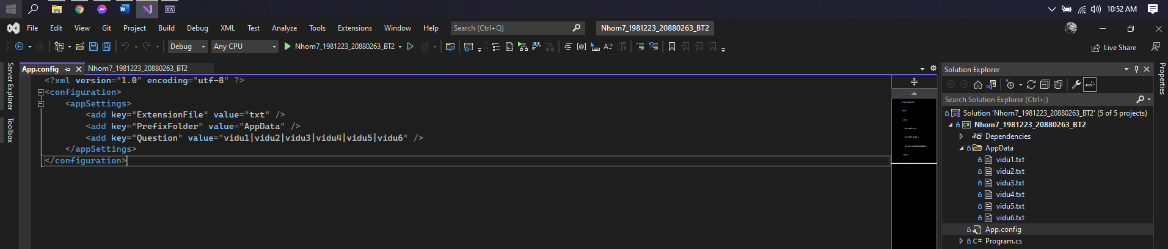 10:52 AM
File Edit View Git Project Build Debug XML Test Analyze Tools Extensions Window Help Search (Ctrl+Q) Nhom7_1981223_20880263_BT2
Debug Any CPU Nhom7_1981223_20880263_BT2 Live Share
Server Explorer
Toolbox
App.config Nhom7_1981223_20880263_BT2
<?xml version="1.0" encoding="utf-8" ?>
<configuration>
<appSettings>
<add key="ExtensionFile" value="txt" />
<add key="PrefixFolder" value="AppData" />
<add key="Question" value="vidu1|vidu2|vidu3|vidu4|vidu5|vidu6" />
</appSettings>
</configuration>
Solution Explorer
Search Solution Explorer (Ctrl+;)
Solution 'Nhom7_1981223_20880263_BT2' (5 of 5 projects)
Nhom7_1981223_20880263_BT2
Dependencies
AppData
vidu1.txt
vidu2.txt
vidu3.txt
vidu4.txt
vidu5.txt
vidu6.txt
App.config
C# Program.cs
Properties